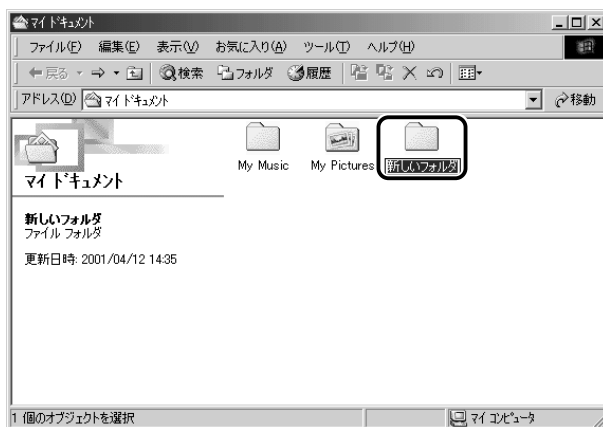 マイ ドキュメント
ファイル(F) 編集(E) 表示(V) お気に入り(A) ツール(T) ヘルプ(H)
戻る 検索 フォルダ 履歴
アドレス(D) マイ ドキュメント 移動
My Music My Pictures 新しいフォルダ
マイ ドキュメント
新しいフォルダ
ファイル フォルダ
更新日時: 2001/04/12 14:35
1 個のオブジェクトを選択 マイ コンピュータ